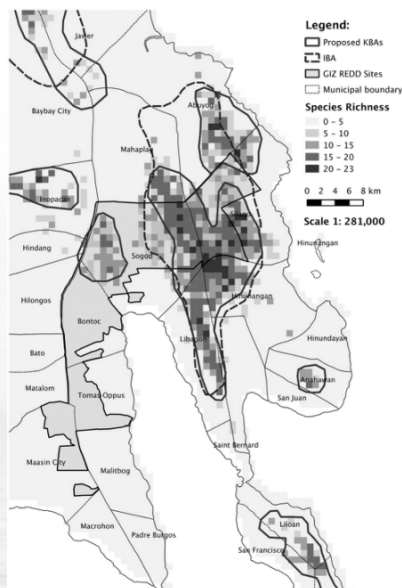 Legend:
Proposed KBAs
IBA
GIZ REDD Sites
Municipal boundary
Species Richness
0 - 5
5 - 10
10 - 15
15 - 20
20 - 23
0 2 4 6 8 km
Scale 1: 281,000
Javier
Baybay City
Abuyog
Mahaplag
Inopacan
Hindang
Sogod
Hinunangan
Hilongos
Hinunangan
Bontoc
Libagon
Hinundayan
Bato
Anahawan
Matalom
Tomas Oppus
San Juan
Saint Bernard
Maasin City
Malitbog
Liloan
Macrohon
Padre Burgos
San Francisco